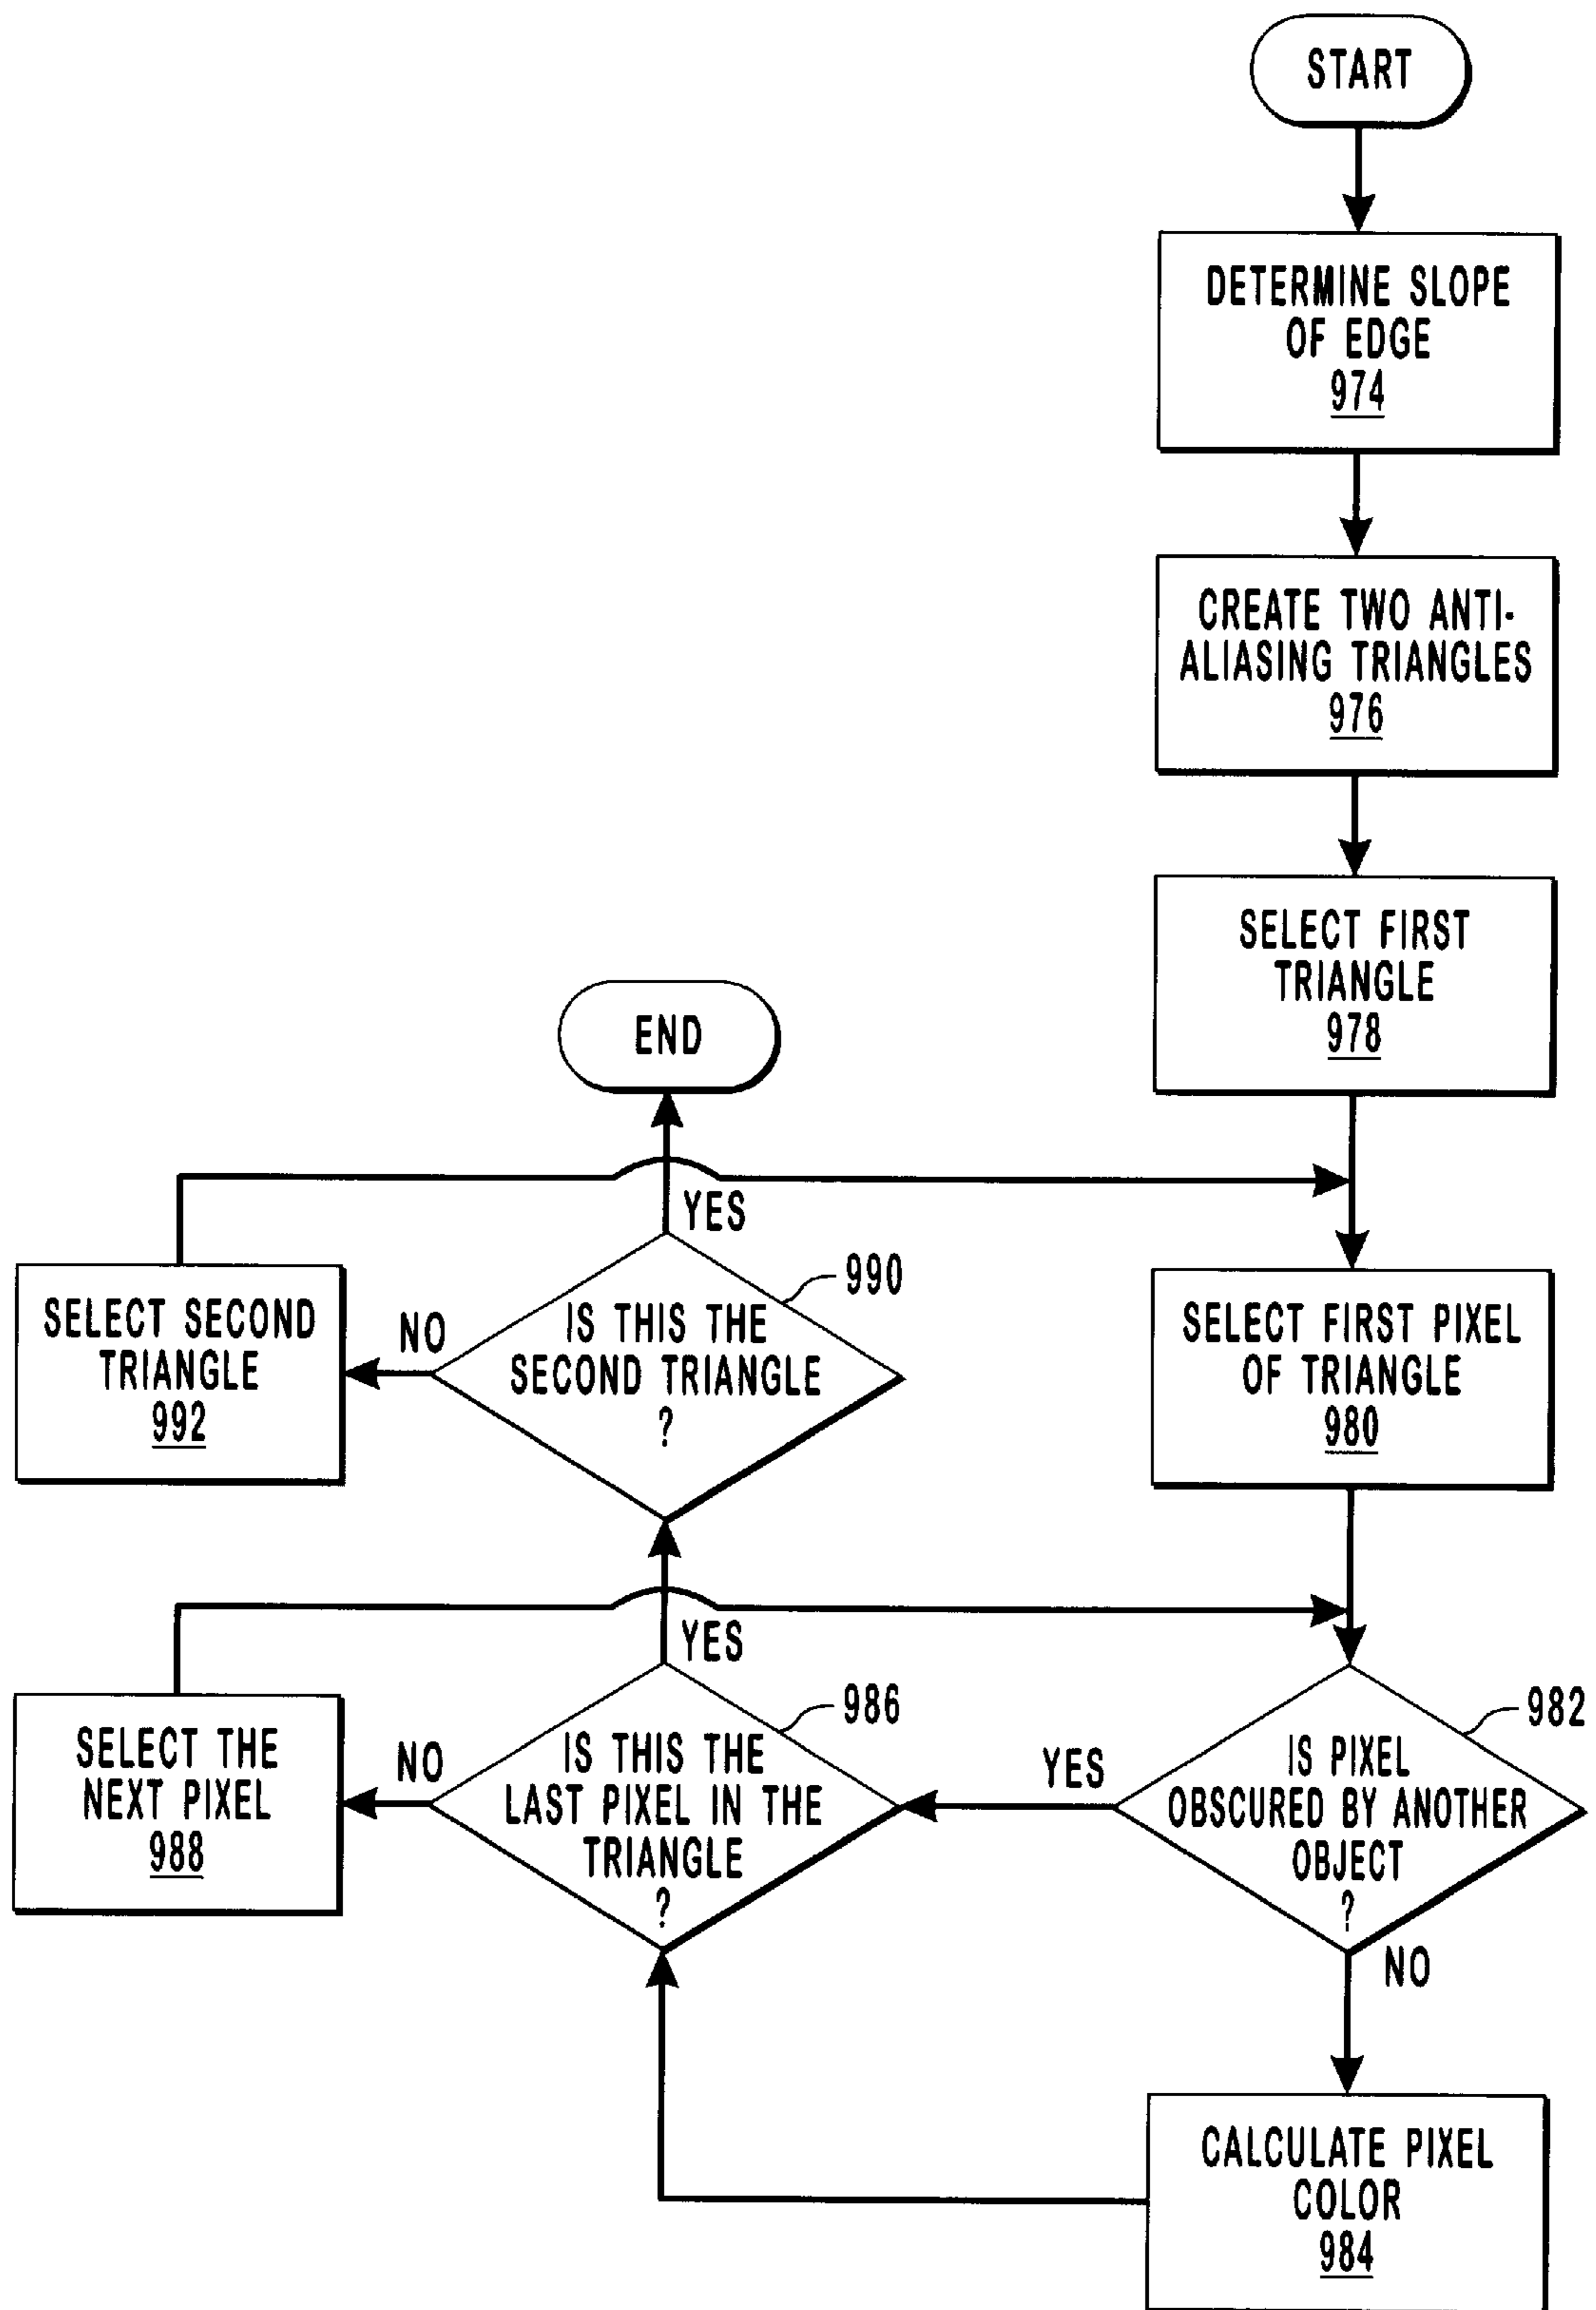 START
DETERMINE SLOPE
OF EDGE
974
CREATE TWO ANTI-
ALIASING TRIANGLES
976
SELECT FIRST
TRIANGLE
978
END
YES
990
SELECT SECOND
TRIANGLE
992
NO
IS THIS THE
SECOND TRIANGLE
?
SELECT FIRST PIXEL
OF TRIANGLE
980
YES
986
982
SELECT THE
NEXT PIXEL
988
NO
IS THIS THE
LAST PIXEL IN THE
TRIANGLE
?
YES
IS PIXEL
OBSCURED BY ANOTHER
OBJECT
?
NO
CALCULATE PIXEL
COLOR
984